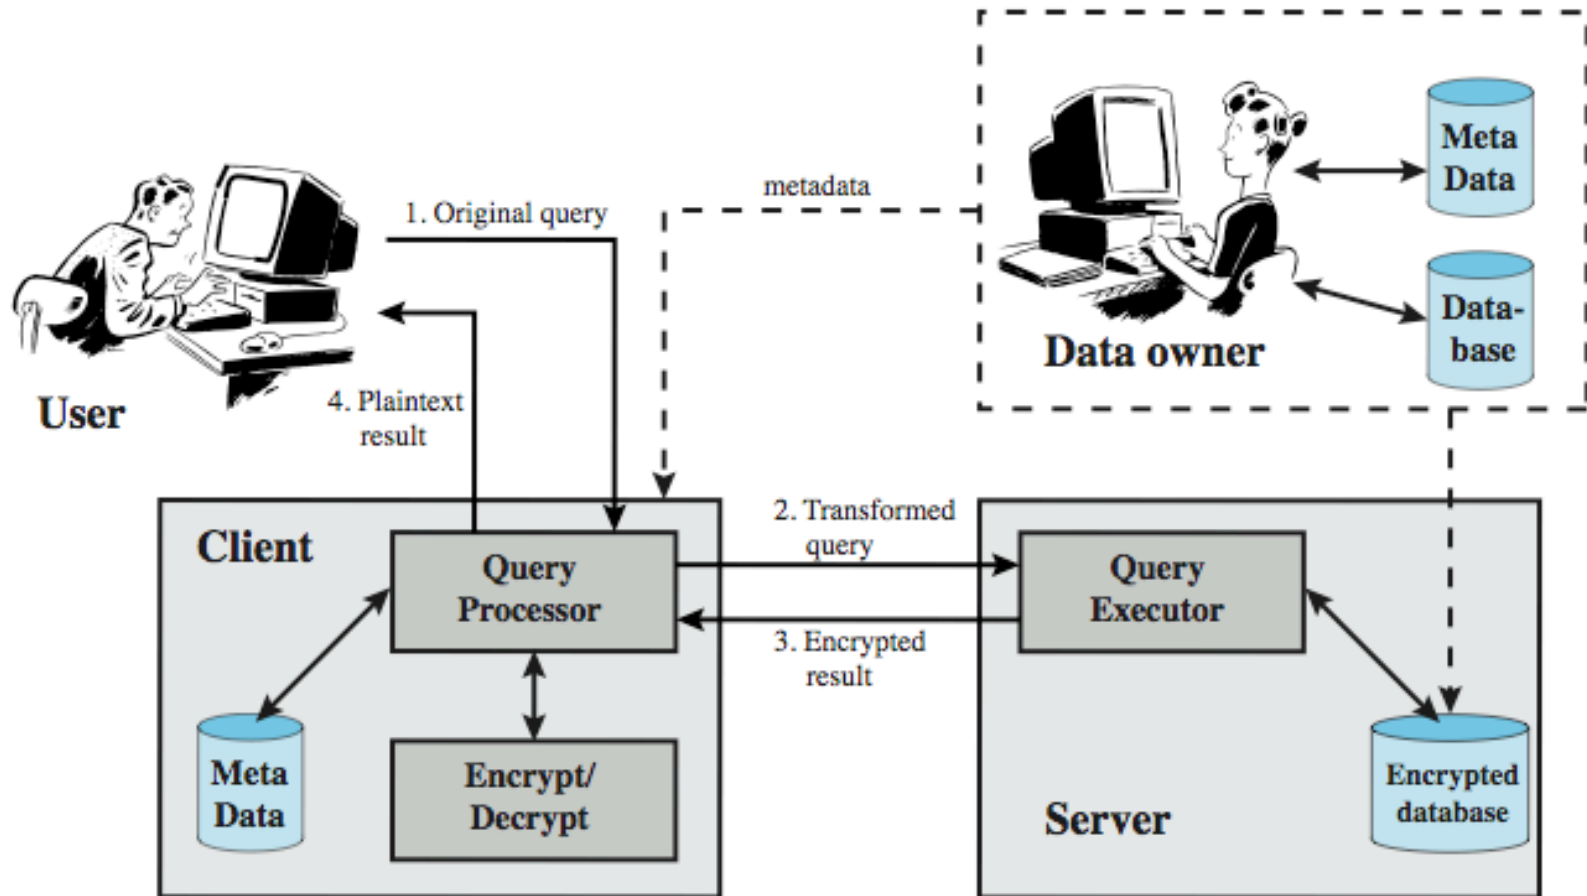 metadata
1. Original query
Meta
Data
Data-
base
Data owner
User
4. Plaintext
result
Client
Query
Processor
2. Transformed
query
3. Encrypted
result
Query
Executor
Meta
Data
Encrypt/
Decrypt
Server
Encrypted
database